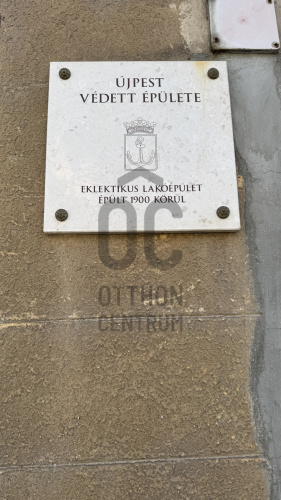 ÚJPEST
VÉDETT ÉPÜLETE
EKLEKTIKUS LAKÓÉPÜLET
ÉPÜLT 1900 KÖRÜL
OC
OTTHON
CENTRUM